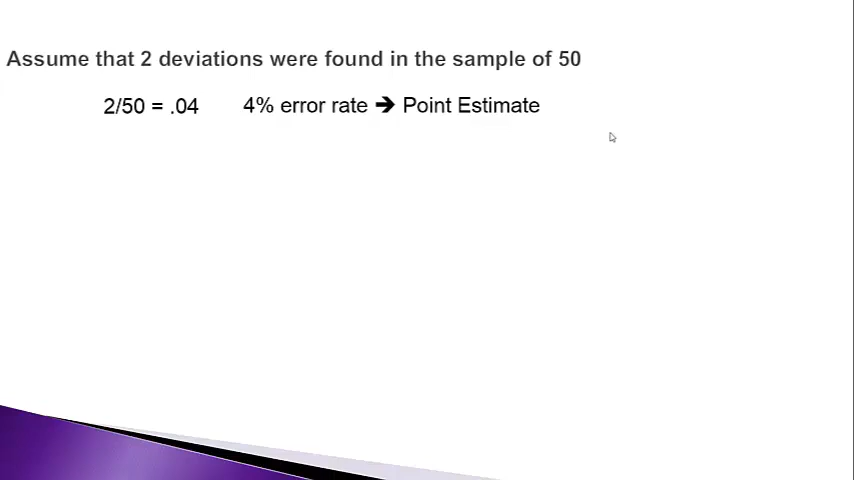 Assume that 2 deviations were found in the sample of 50
2/50 = .04 4% error rate ➔ Point Estimate